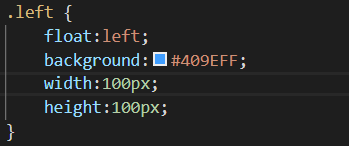 .left {
    float:left;
    background:#409EFF;
    width:100px;
    height:100px;
}